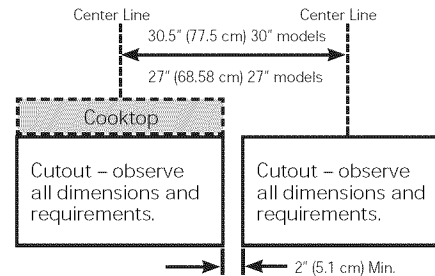 Center Line Center Line
30.5" (77.5 cm) 30" models
27" (68.58 cm) 27" models
Cooktop
Cutout – observe
all dimensions and
requirements.
Cutout – observe
all dimensions and
requirements.
2" (5.1 cm) Min.